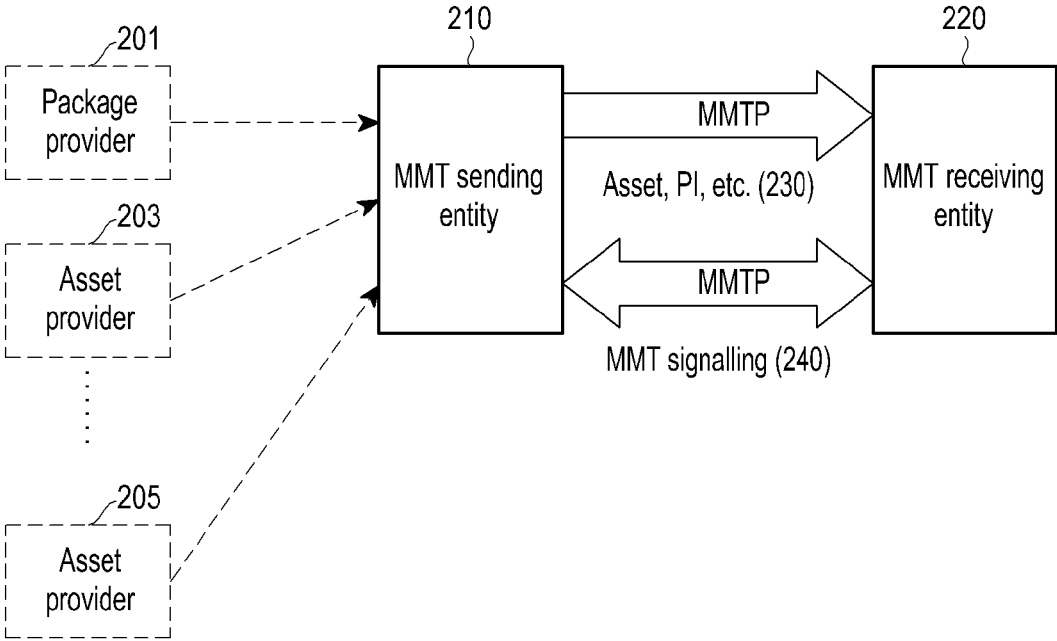 201
Package
provider
203
Asset
provider
205
Asset
provider
210
MMT sending
entity
MMTP
Asset, PI, etc. (230)
MMTP
MMT signalling (240)
220
MMT receiving
entity